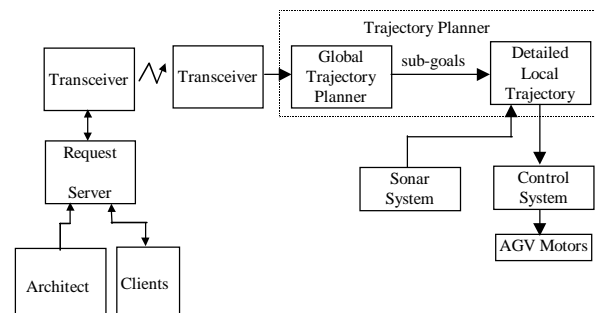 Trajectory Planner
Transceiver
Transceiver
Global
Trajectory
Planner
sub-goals
Detailed
Local
Trajectory
Request
Server
Sonar
System
Control
System
AGV Motors
Architect
Clients